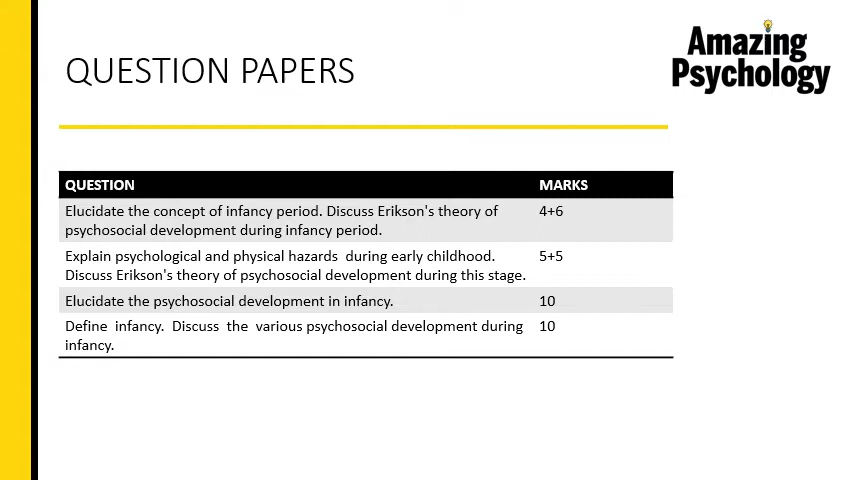 QUESTION PAPERS
Amazing
Psychology
QUESTION MARKS
Elucidate the concept of infancy period. Discuss Erikson's theory of 4+6
psychosocial development during infancy period.
Explain psychological and physical hazards  during early childhood. 5+5
Discuss Erikson's theory of psychosocial development during this stage.
Elucidate the psychosocial development in infancy. 10
Define  infancy.  Discuss  the  various psychosocial development during 10
infancy.